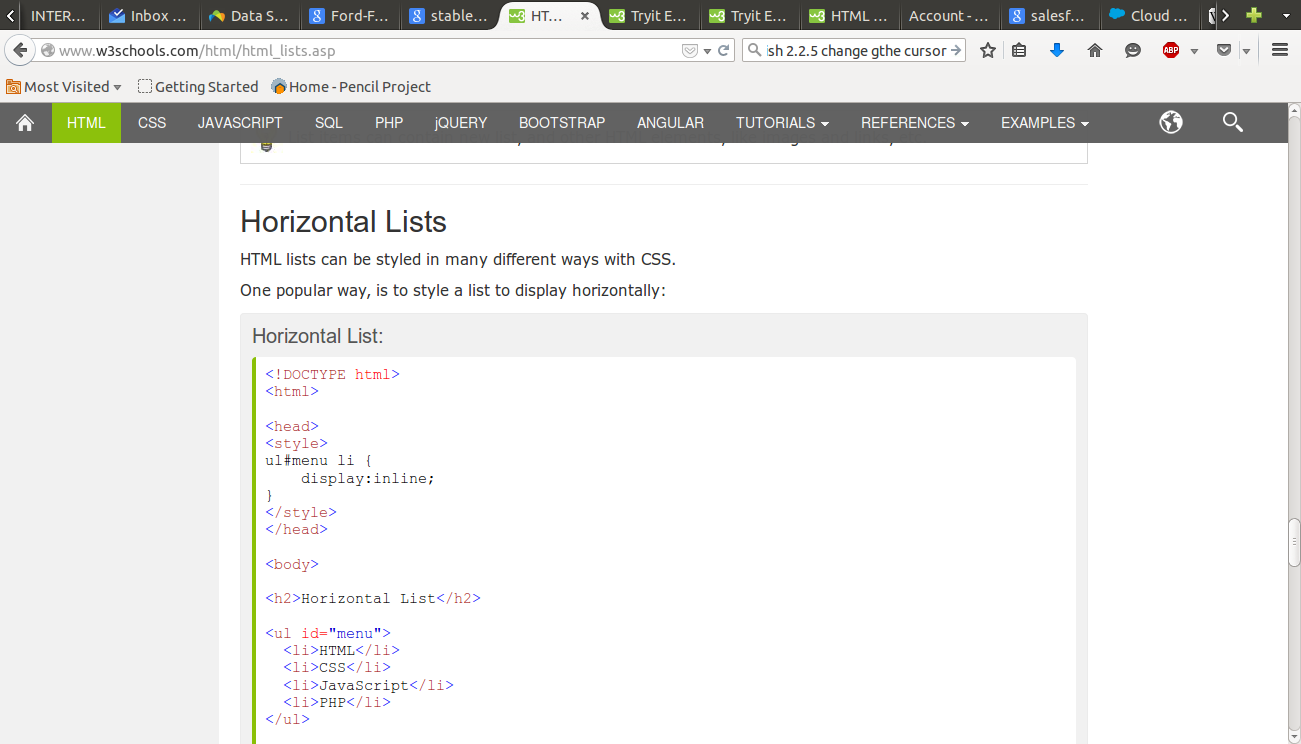 INTER... Inbox ... Data S... Ford-F... stable... HT... Tryit E... Tryit E... HTML ... Account - ... salesf... Cloud ...
www.w3schools.com/html/html_lists.asp ish 2.2.5 change gthe cursor ABP
Most Visited Getting Started Home - Pencil Project
HTML CSS JAVASCRIPT SQL PHP jQUERY BOOTSTRAP ANGULAR TUTORIALS REFERENCES EXAMPLES
Horizontal Lists
HTML lists can be styled in many different ways with CSS.
One popular way, is to style a list to display horizontally:
Horizontal List:
<!DOCTYPE html>
<html>
<head>
<style>
ul#menu li {
    display:inline;
}
</style>
</head>
<body>
<h2>Horizontal List</h2>
<ul id="menu">
  <li>HTML</li>
  <li>CSS</li>
  <li>JavaScript</li>
  <li>PHP</li>
</ul>